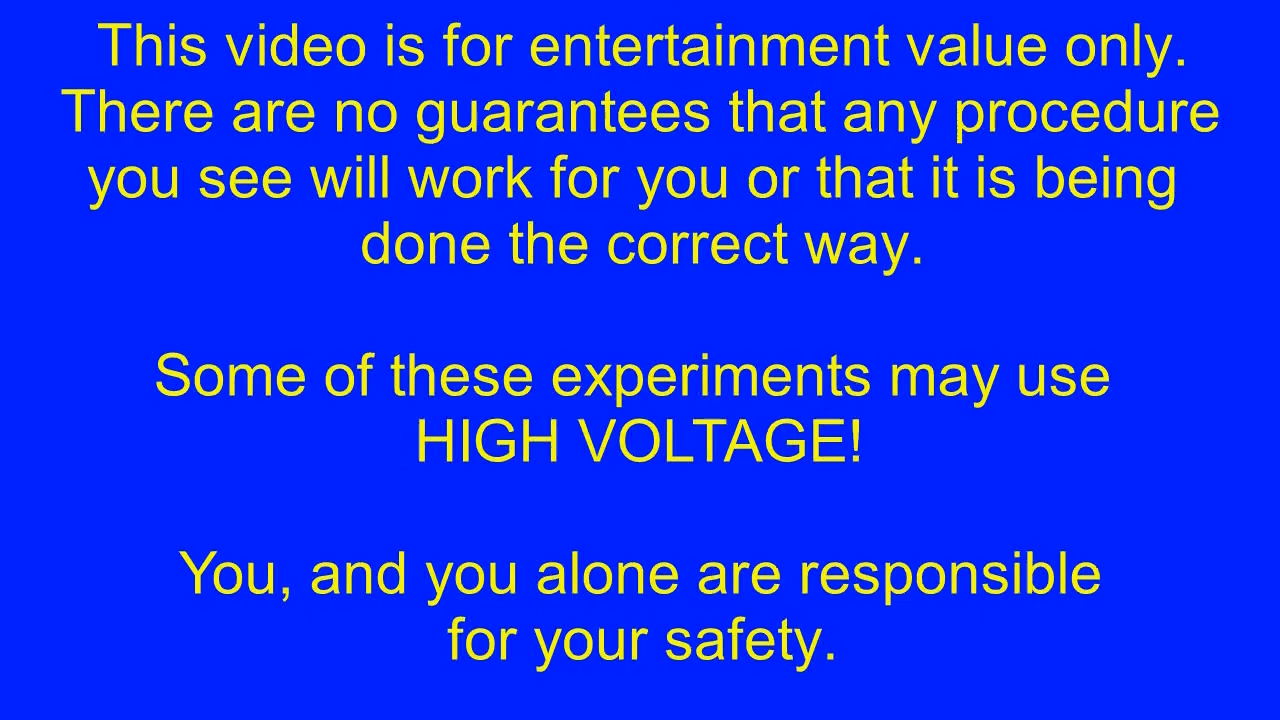 This video is for entertainment value only.
There are no guarantees that any procedure
you see will work for you or that it is being
done the correct way.
Some of these experiments may use
HIGH VOLTAGE!
You, and you alone are responsible
for your safety.